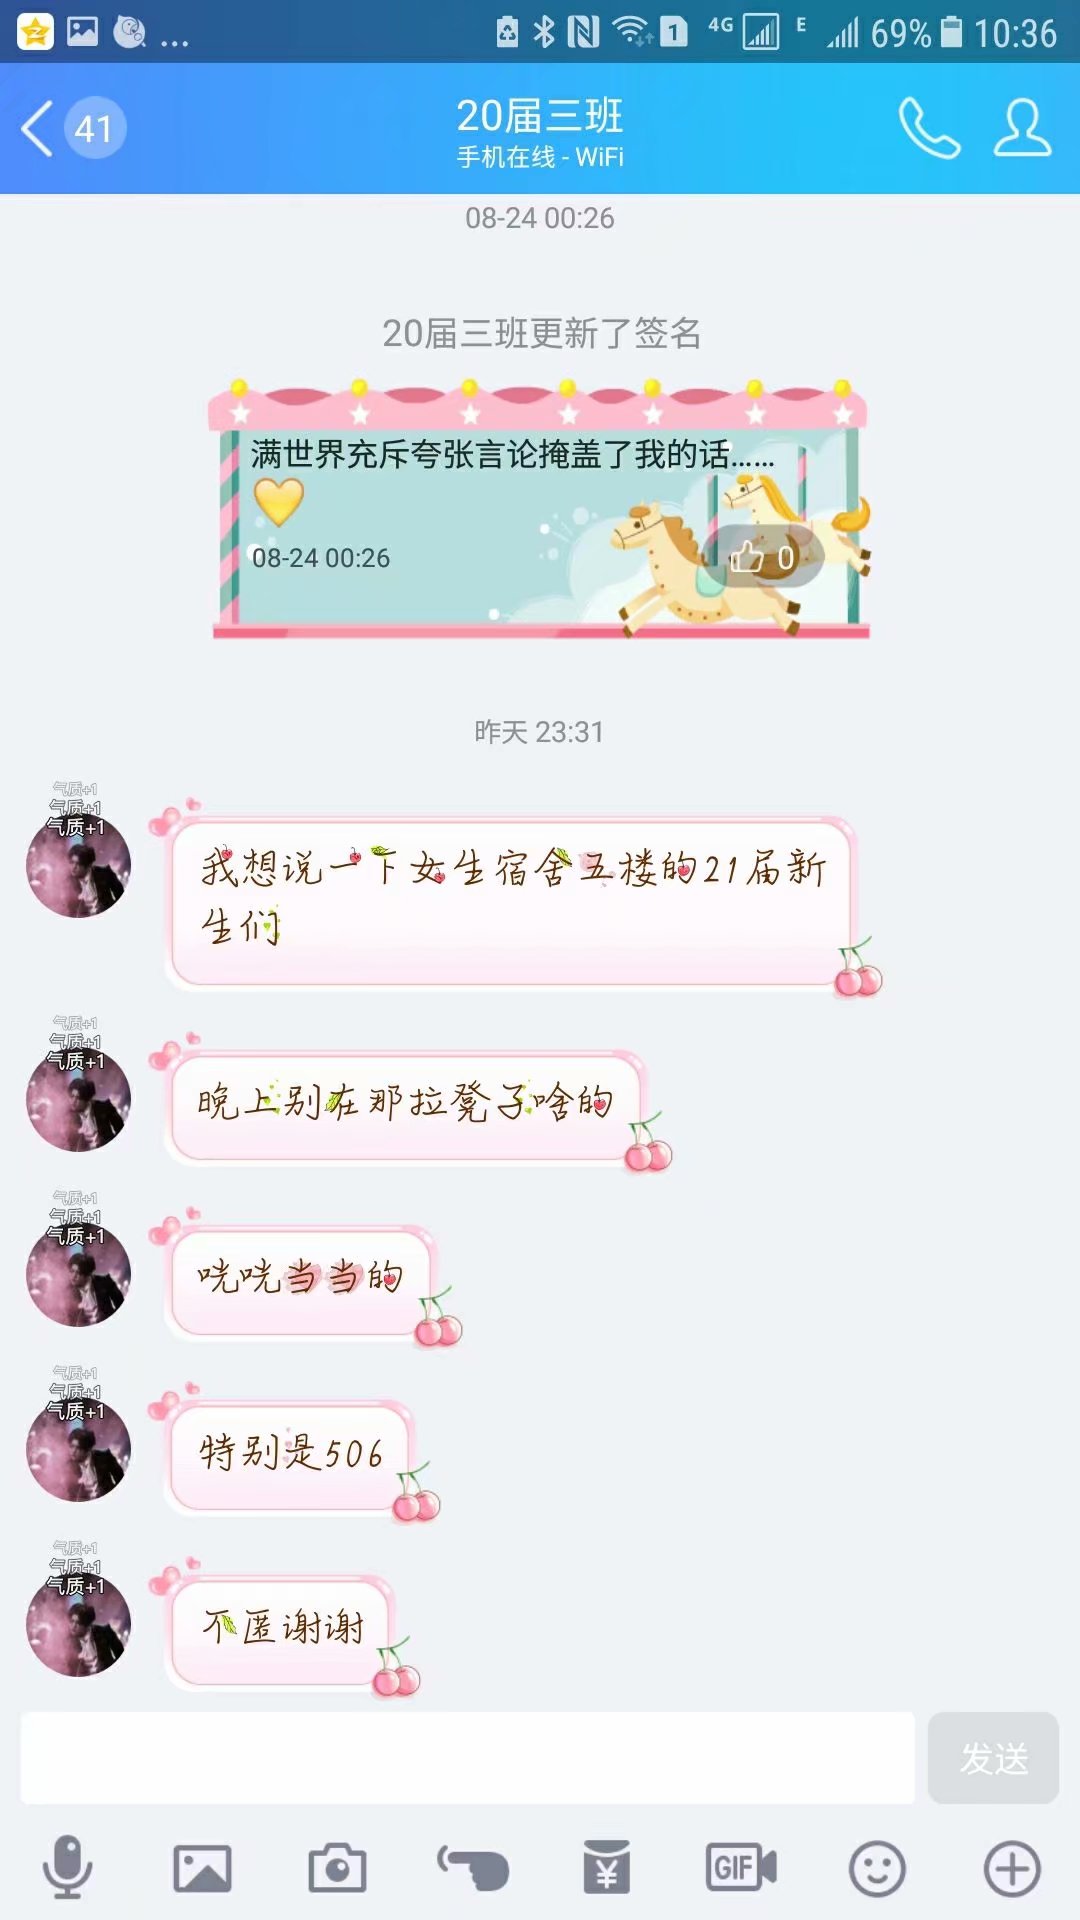 ... 1 4G E 69% 10:36
41
20届三班
手机在线 - WiFi
08-24 00:26
20届三班更新了签名
满世界充斥夸张言论掩盖了我的话......
💛
08-24 00:26
0
昨天 23:31
气质+1
气质+1
气质+1
我想说一下女生宿舍五楼的21届新
生们
气质+1
气质+1
气质+1
晚上别在那拉凳子啥的
气质+1
气质+1
气质+1
咣咣当当的
气质+1
气质+1
气质+1
特别是506
气质+1
气质+1
气质+1
不匿谢谢
发送
¥
GIF